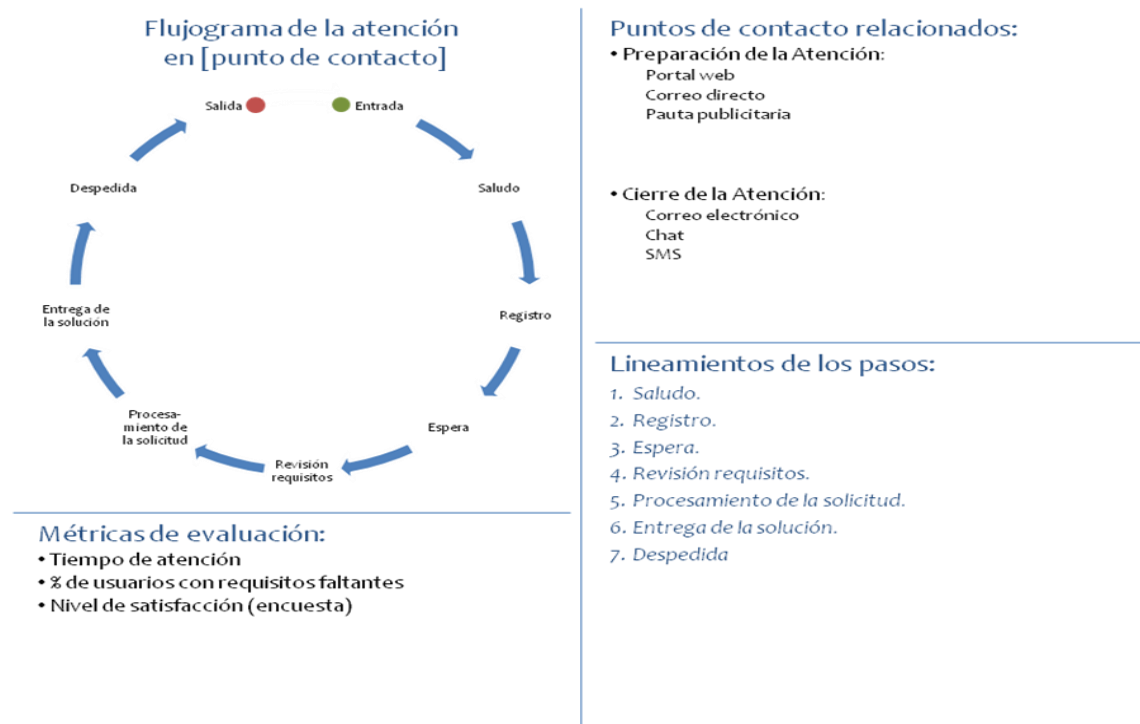 Flujograma de la atención
en [punto de contacto]
Salida
Entrada
Saludo
Registro
Espera
Revisión
requisitos
Procesa-
miento de
la solicitud
Entrega de
la solución
Despedida
Métricas de evaluación:
• Tiempo de atención
• % de usuarios con requisitos faltantes
• Nivel de satisfacción (encuesta)
Puntos de contacto relacionados:
• Preparación de la Atención:
Portal web
Correo directo
Pauta publicitaria
• Cierre de la Atención:
Correo electrónico
Chat
SMS
Lineamientos de los pasos:
1. Saludo.
2. Registro.
3. Espera.
4. Revisión requisitos.
5. Procesamiento de la solicitud.
6. Entrega de la solución.
7. Despedida